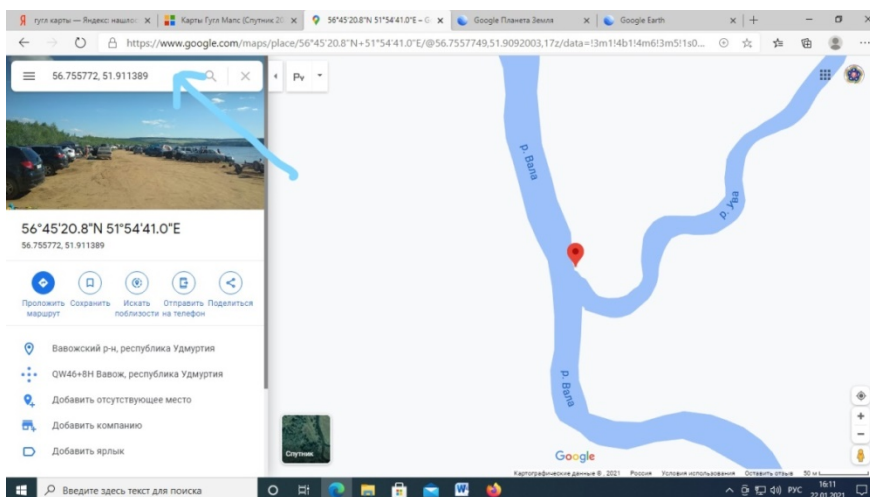 гугл карты — Яндекс: нашлос
Карты Гугл Мапс (Спутник 20
56°45'20.8"N 51°54'41.0"E – G
Google Планета Земля
Google Earth
https://www.google.com/maps/place/56°45'20.8"N+51°54'41.0"E/@56.7557749,51.9092003,17z/data=!3m1!4b1!4m6!3m5!1s0...
56.755772, 51.911389
56°45'20.8"N 51°54'41.0"E
56.755772, 51.911389
Проложить маршрут
Сохранить
Искать поблизости
Отправить на телефон
Поделиться
Вавожский р-н, республика Удмуртия
QW46+8H Вавож, республика Удмуртия
Добавить отсутствующее место
Добавить компанию
Добавить ярлык
р. Вала
р. Ува
р. Вала
Спутник
Google
Картографические данные © , 2021 Россия Условия использования Оставить отзыв 50 м
Введите здесь текст для поиска
РУС
16:11
22.01.2021